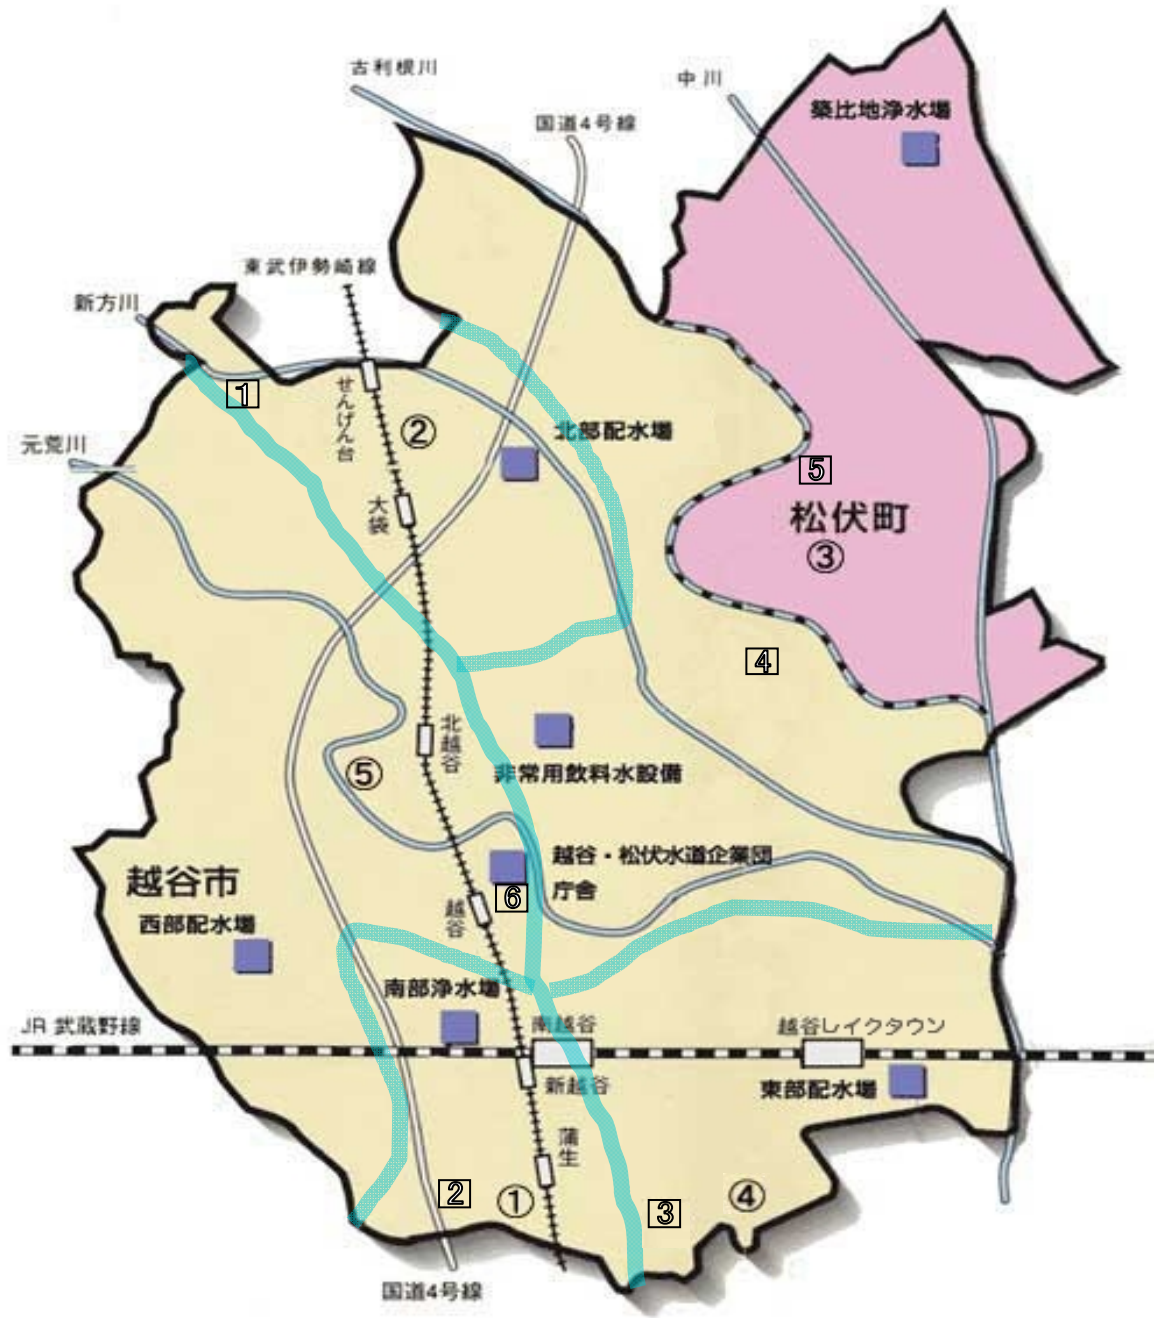 古利根川
中川
国道4号線
築比地浄水場
東武伊勢崎線
新方川
1
せんげん台
②
北部配水場
元荒川
大袋
5
松伏町
③
4
北越谷
⑤
非常用飲料水設備
越谷・松伏水道企業団
庁舎
越谷市
6
越谷
西部配水場
南部浄水場
JR 武蔵野線
南越谷
越谷レイクタウン
新越谷
東部配水場
蒲生
2
①
3
④
国道4号線